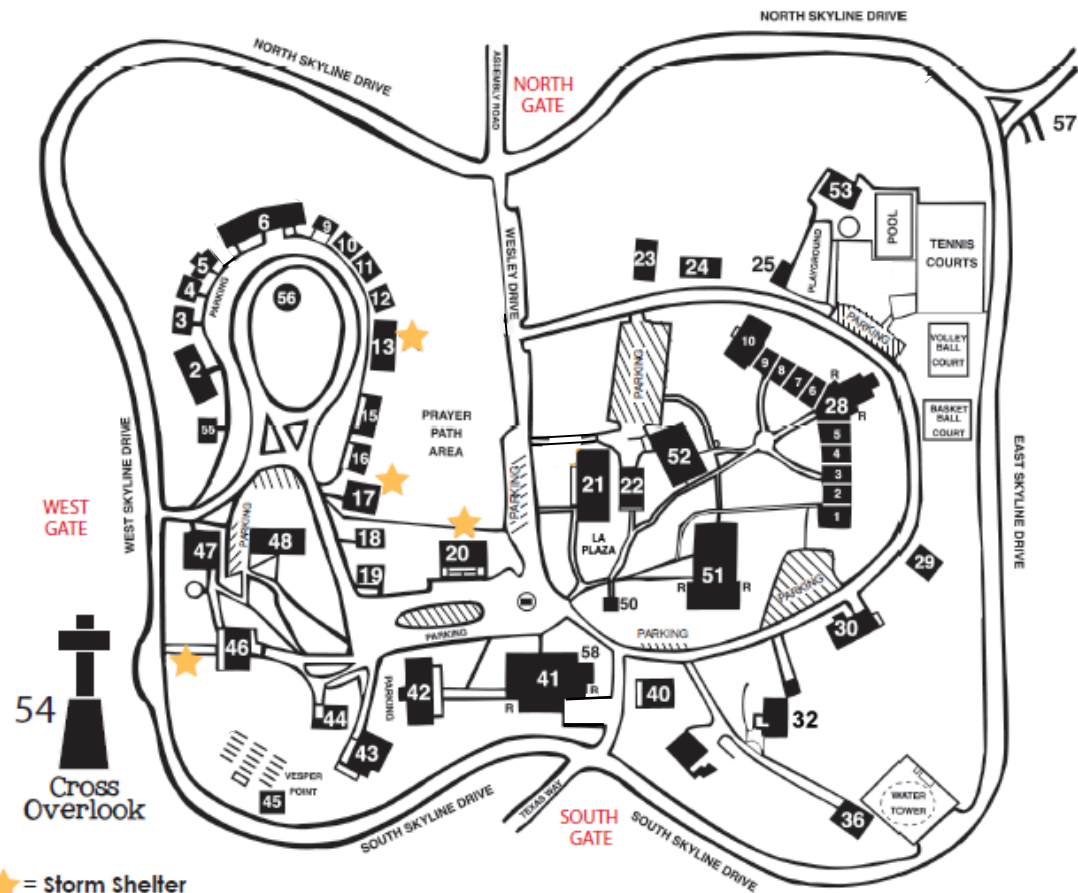 NORTH SKYLINE DRIVE
NORTH SKYLINE DRIVE
ASSEMBLY ROAD
NORTH
GATE
57
53
POOL
TENNIS
COURTS
PLAYGROUND
25
24
23
WESLEY DRIVE
6
9
10
11
12
5
4
3
PARKING
56
13
2
55
15
16
17
PRAYER
PATH
AREA
PARKING
PARKING
PARKING
VOLLEY
BALL
COURT
BASKET
BALL
COURT
10
9
8
7
6
R
28
R
5
4
3
2
1
52
21
22
LA
PLAZA
51
R
R
50
PARKING
29
30
EAST SKYLINE DRIVE
WEST SKYLINE DRIVE
WEST
GATE
PARKING
47
48
18
19
20
46
PARKING
PARKING
PARKING
42
41
58
R
R
40
32
44
43
VESPER
POINT
45
54
Cross
Overlook
SOUTH SKYLINE DRIVE
TEXAS WAY
SOUTH
GATE
SOUTH SKYLINE DRIVE
36
WATER
TOWER
= Storm Shelter